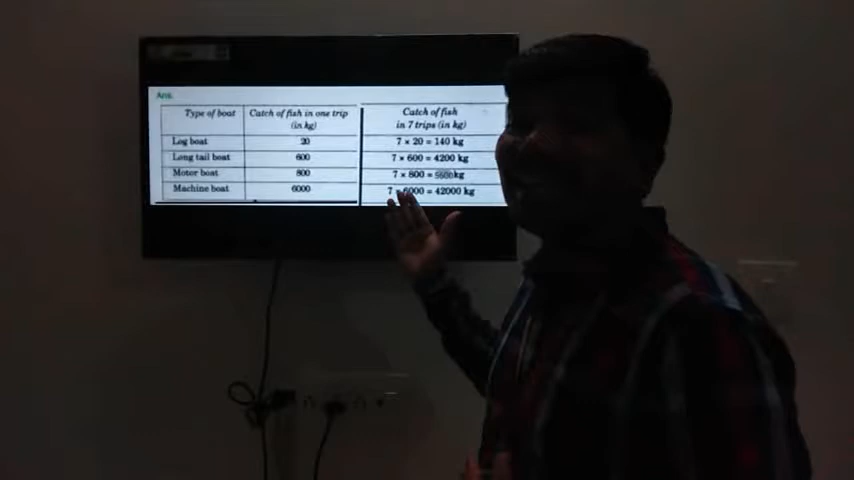 Ans.
Type of boat Catch of fish in one trip (in kg) Catch of fish in 7 trips (in kg)
Log boat 20 7 × 20 = 140 kg
Long tail boat 600 7 × 600 = 4200 kg
Motor boat 800 7 × 800 = 5600kg
Machine boat 6000 7 × 6000 = 42000 kg